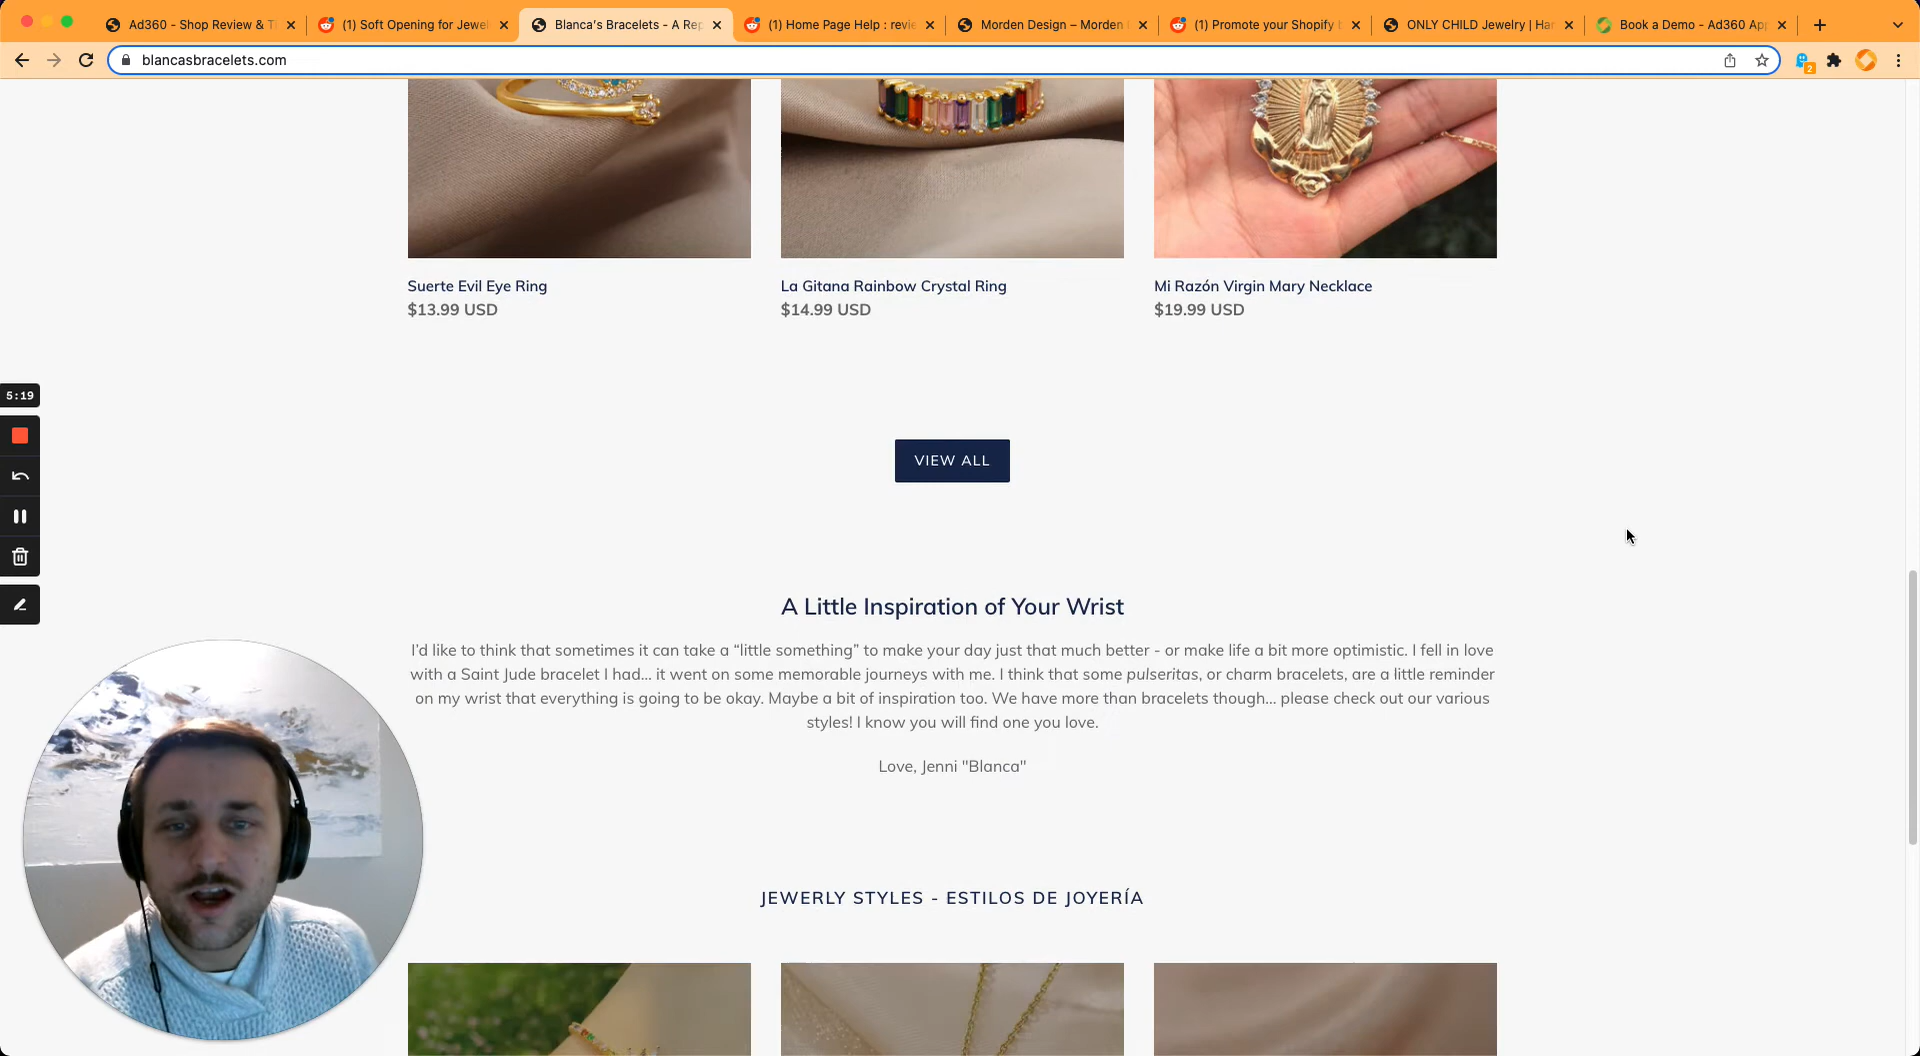 Ad360 - Shop Review & Ti
(1) Soft Opening for Jewel
Blanca's Bracelets - A Rep
(1) Home Page Help : revie
Morden Design – Morden
(1) Promote your Shopify b
ONLY CHILD Jewelry | Han
Book a Demo - Ad360 App
blancasbracelets.com
2
Suerte Evil Eye Ring
$13.99 USD
La Gitana Rainbow Crystal Ring
$14.99 USD
Mi Razón Virgin Mary Necklace
$19.99 USD
5:19
VIEW ALL
A Little Inspiration of Your Wrist
I'd like to think that sometimes it can take a “little something” to make your day just that much better - or make life a bit more optimistic. I fell in love
with a Saint Jude bracelet I had... it went on some memorable journeys with me. I think that some pulseritas, or charm bracelets, are a little reminder
on my wrist that everything is going to be okay. Maybe a bit of inspiration too. We have more than bracelets though... please check out our various
styles! I know you will find one you love.
Love, Jenni "Blanca"
JEWERLY STYLES - ESTILOS DE JOYERÍA